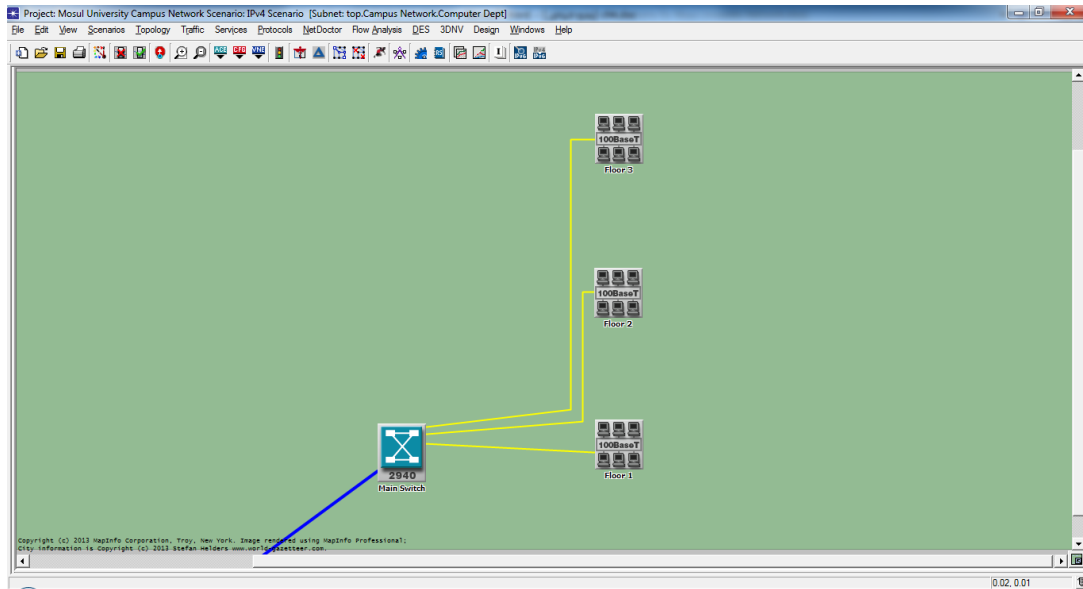 Project: Mosul University Campus Network Scenario: IPv4 Scenario [Subnet: top.Campus Network.Computer Dept]
File Edit View Scenarios Topology Traffic Services Protocols NetDoctor Flow Analysis DES 3DNV Design Windows Help
100BaseT
Floor 3
100BaseT
Floor 2
100BaseT
Floor 1
2940
Main Switch
Copyright (c) 2013 MapInfo Corporation, Troy, New York. Image rendered using MapInfo Professional;
City information is Copyright (c) 2013 Stefan Helders www.world-gazetteer.com.
0.02, 0.01